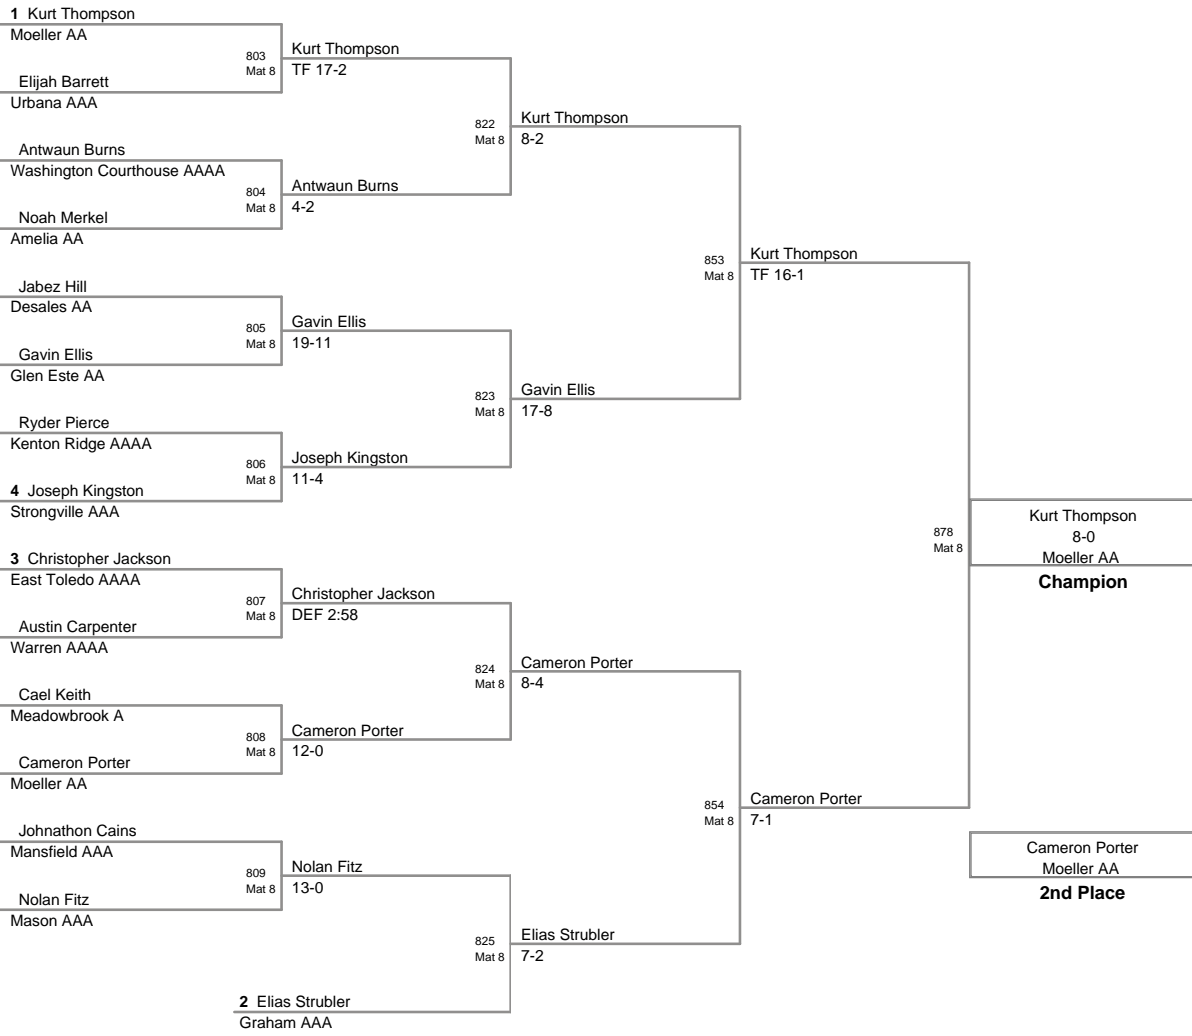 1 Kurt Thompson
Moeller AA
Elijah Barrett
Urbana AAA
Antwaun Burns
Washington Courthouse AAAA
Noah Merkel
Amelia AA
Jabez Hill
Desales AA
Gavin Ellis
Glen Este AA
Ryder Pierce
Kenton Ridge AAAA
4 Joseph Kingston
Strongville AAA
3 Christopher Jackson
East Toledo AAAA
Austin Carpenter
Warren AAAA
Cael Keith
Meadowbrook A
Cameron Porter
Moeller AA
Johnathon Cains
Mansfield AAA
Nolan Fitz
Mason AAA
2 Elias Strubler
Graham AAA
803
Mat 8
Kurt Thompson
TF 17-2
804
Mat 8
Antwaun Burns
4-2
805
Mat 8
Gavin Ellis
19-11
806
Mat 8
Joseph Kingston
11-4
807
Mat 8
Christopher Jackson
DEF 2:58
808
Mat 8
Cameron Porter
12-0
809
Mat 8
Nolan Fitz
13-0
822
Mat 8
Kurt Thompson
8-2
823
Mat 8
Gavin Ellis
17-8
824
Mat 8
Cameron Porter
8-4
825
Mat 8
Elias Strubler
7-2
853
Mat 8
Kurt Thompson
TF 16-1
854
Mat 8
Cameron Porter
7-1
878
Mat 8
Kurt Thompson
8-0
Moeller AA
Champion
Cameron Porter
Moeller AA
2nd Place